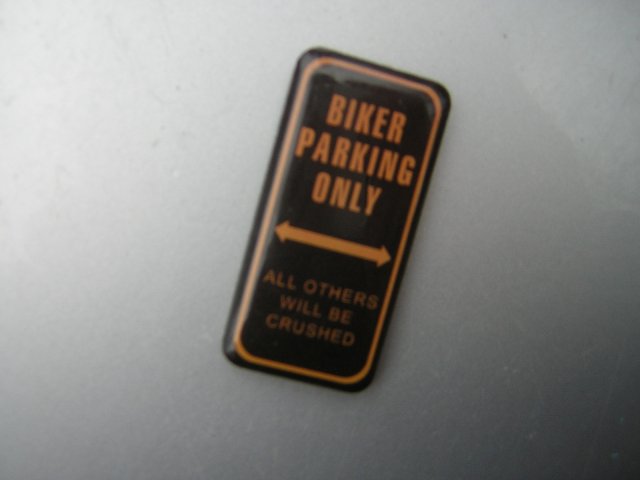 BIKER
PARKING
ONLY
ALL OTHERS
WILL BE
CRUSHED